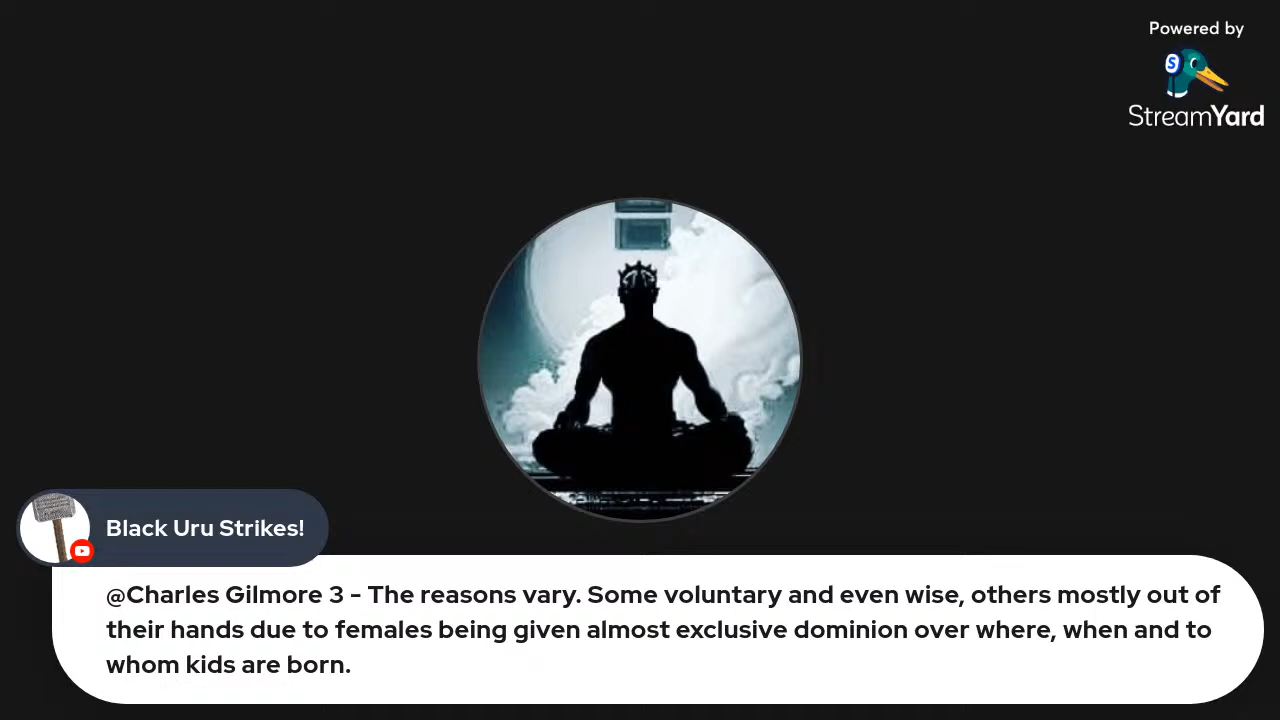 Powered by
S
StreamYard
Black Uru Strikes!
@Charles Gilmore 3 - The reasons vary. Some voluntary and even wise, others mostly out of
their hands due to females being given almost exclusive dominion over where, when and to
whom kids are born.